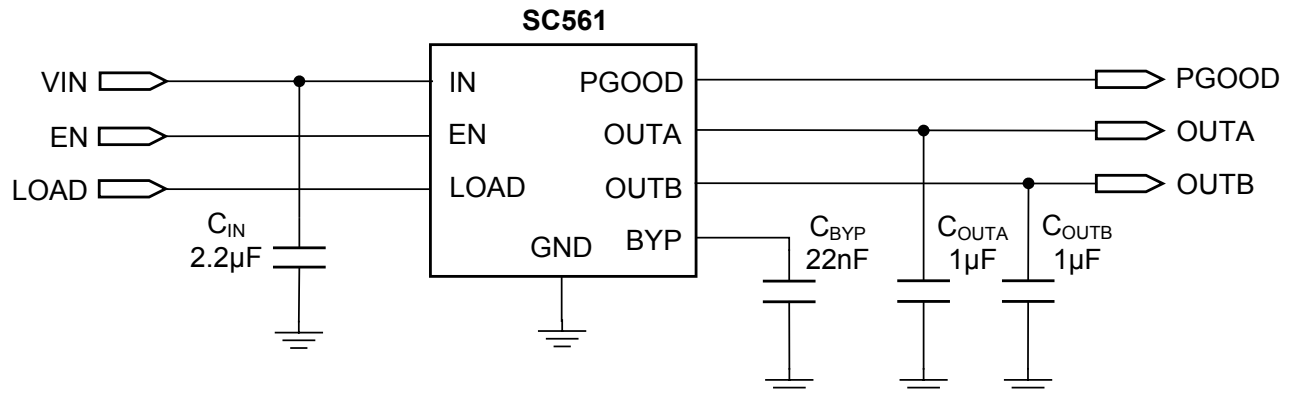 SC561
VIN
IN
PGOOD
PGOOD
EN
EN
OUTA
OUTA
LOAD
LOAD
OUTB
OUTB
GND
BYP
CIN
2.2µF
CBYP
22nF
COUTA
1µF
COUTB
1µF